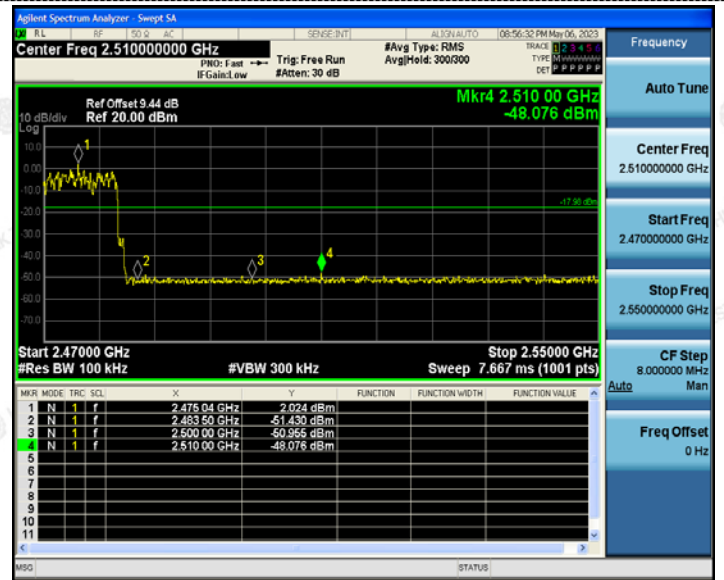 Agilent Spectrum Analyzer - Swept SA
RL RF 50 Ω AC SENSE:INT ALIGN AUTO 08:56:32 PM May 06, 2023
Center Freq 2.510000000 GHz
PNO: Fast
IFGain:Low
Trig: Free Run
#Atten: 30 dB
#Avg Type: RMS
Avg|Hold: 300/300
TRACE 1 2 3 4 5 6
TYPE M
DET P P P P P P
Mkr4 2.510 00 GHz
-48.076 dBm
Ref Offset 9.44 dB
Ref 20.00 dBm
10 dB/div
Log
10.0
0.00
-10.0
-20.0
-30.0
-40.0
-50.0
-60.0
-70.0
1
2
3
4
-17.98 dBm
Start 2.47000 GHz Stop 2.55000 GHz
#Res BW 100 kHz #VBW 300 kHz Sweep 7.667 ms (1001 pts)
MKR MODE TRC SCL X Y FUNCTION FUNCTION WIDTH FUNCTION VALUE
1 N 1 f 2.475 04 GHz 2.024 dBm
2 N 1 f 2.483 50 GHz -51.430 dBm
3 N 1 f 2.500 00 GHz -50.955 dBm
4 N 1 f 2.510 00 GHz -48.076 dBm
5
6
7
8
9
10
11
MSG STATUS
Frequency
Auto Tune
Center Freq
2.510000000 GHz
Start Freq
2.470000000 GHz
Stop Freq
2.550000000 GHz
CF Step
8.000000 MHz
Auto Man
Freq Offset
0 Hz